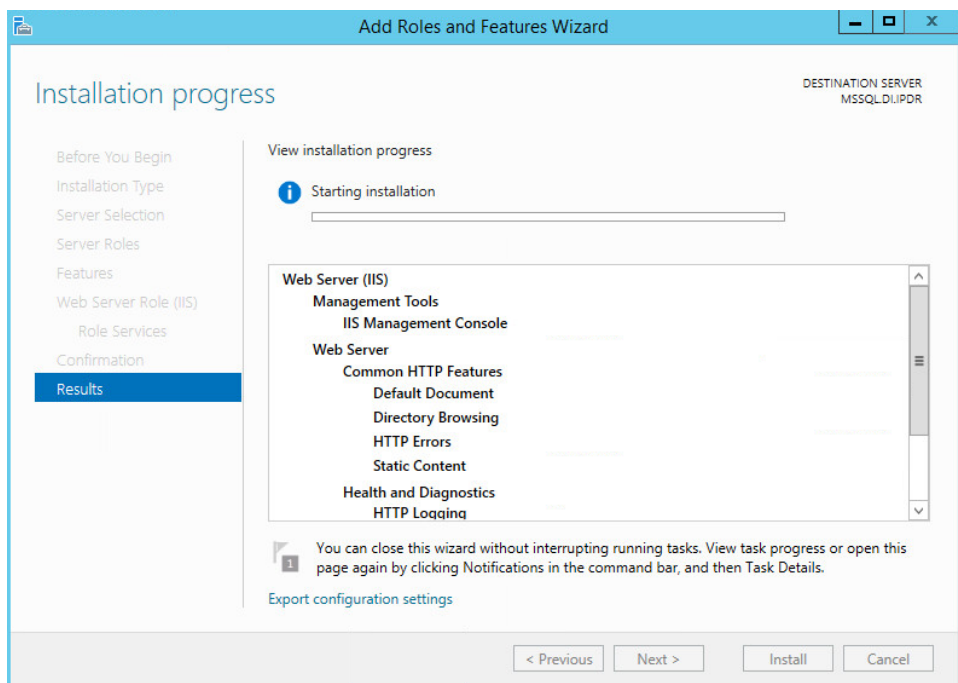 Add Roles and Features Wizard
Installation progress
DESTINATION SERVER
MSSQL.DI.IPDR
Before You Begin
Installation Type
Server Selection
Server Roles
Features
Web Server Role (IIS)
Role Services
Confirmation
Results
View installation progress
Starting installation
Web Server (IIS)
Management Tools
IIS Management Console
Web Server
Common HTTP Features
Default Document
Directory Browsing
HTTP Errors
Static Content
Health and Diagnostics
HTTP Logging
1
You can close this wizard without interrupting running tasks. View task progress or open this
page again by clicking Notifications in the command bar, and then Task Details.
Export configuration settings
< Previous
Next >
Install
Cancel